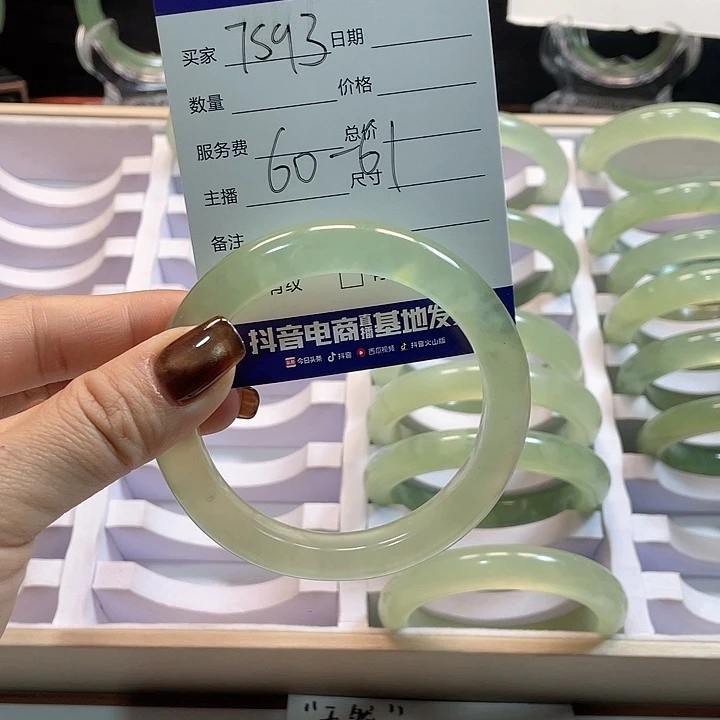 买家 7593 日期
数量 价格
服务费 总价
主播 60-61 尺寸
备注
有纹
抖音电商直播基地发
今日头条 抖音 西瓜视频 抖音火山版